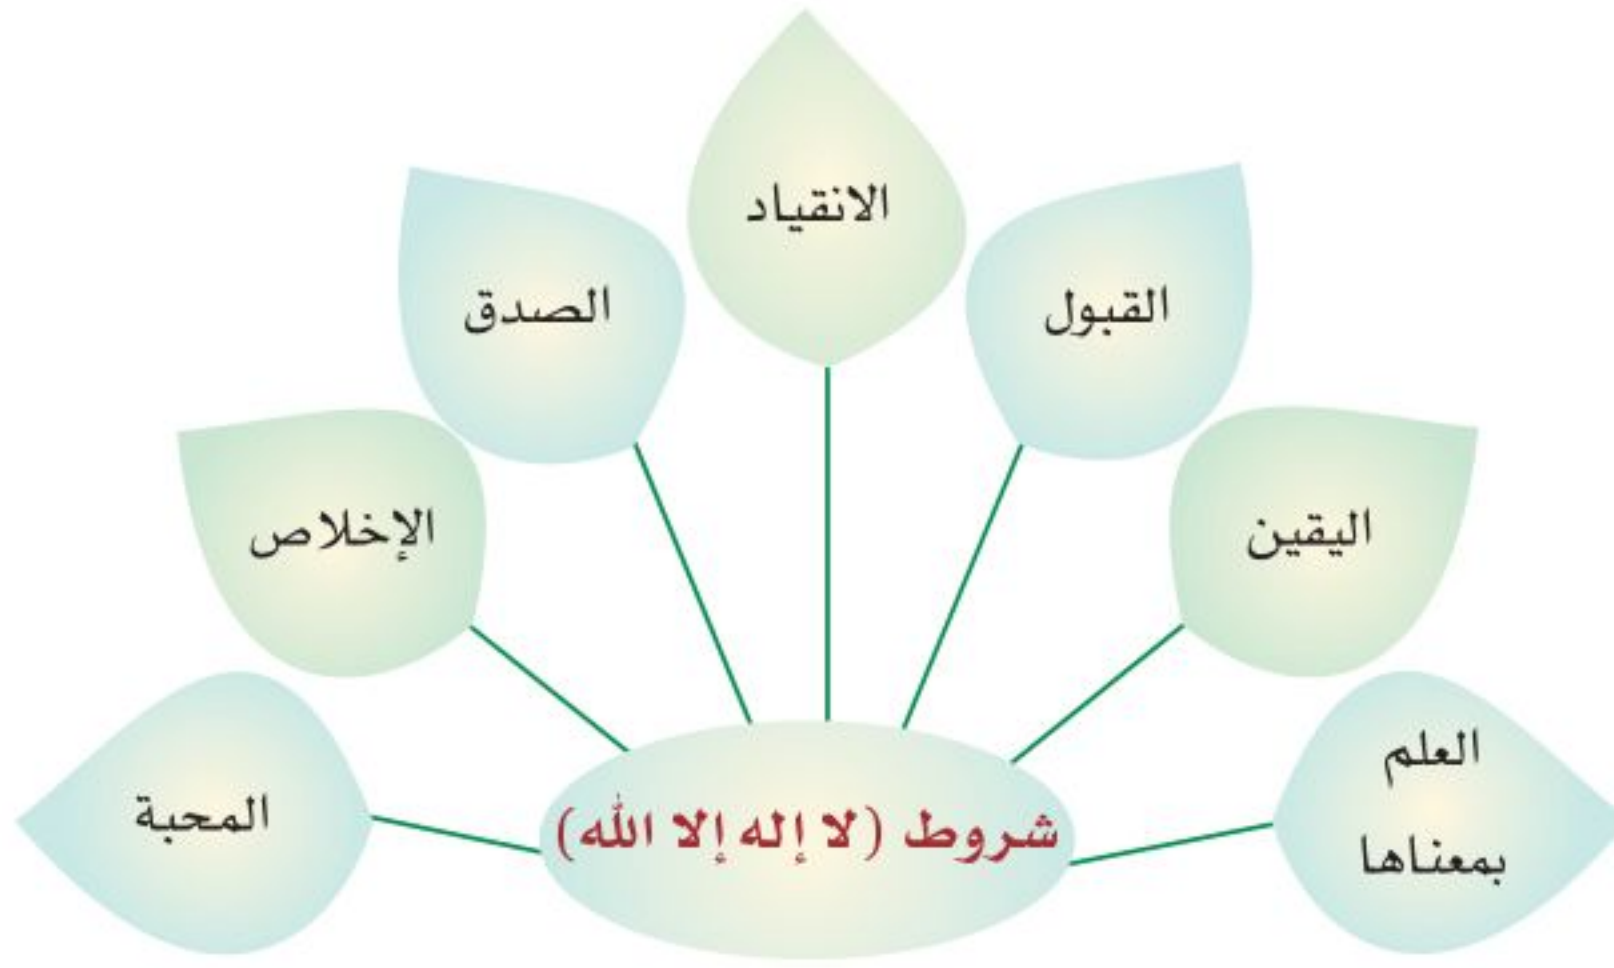 شروط (لا إله إلا الله)
العلم
بمعناها
اليقين
القبول
الانقياد
الصدق
الإخلاص
المحبة